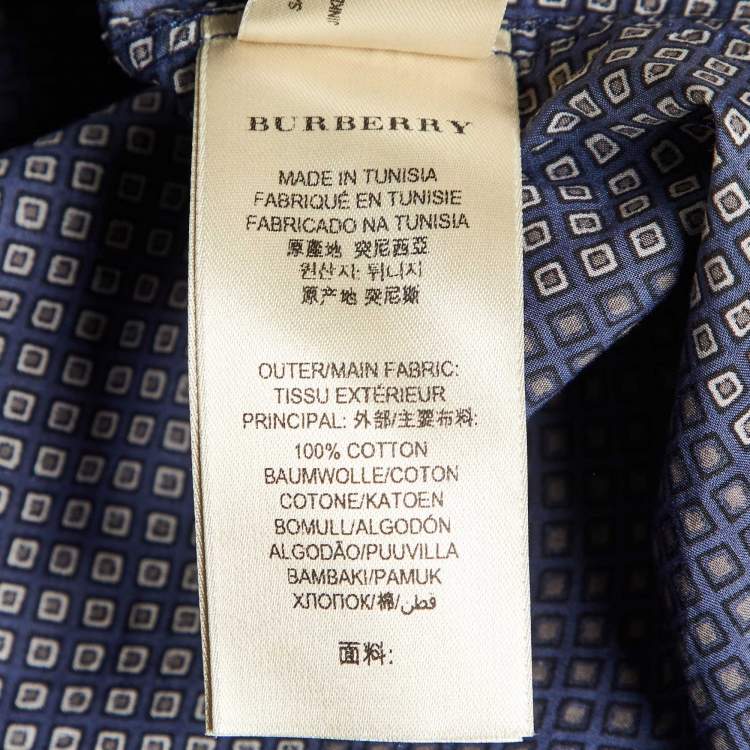 BURBERRY
MADE IN TUNISIA
FABRIQUÉ EN TUNISIE
FABRICADO NA TUNISIA
原產地 突尼西亞
원산지: 튀니지
原产地 突尼斯
OUTER/MAIN FABRIC:
TISSU EXTÉRIEUR
PRINCIPAL: 外部/主要布料:
100% COTTON
BAUMWOLLE/COTON
COTONE/KATOEN
BOMULL/ALGODÓN
ALGODÃO/PUUVILLA
BAMBAKI/PAMUK
ХЛОПОК/棉/قطن
面料: